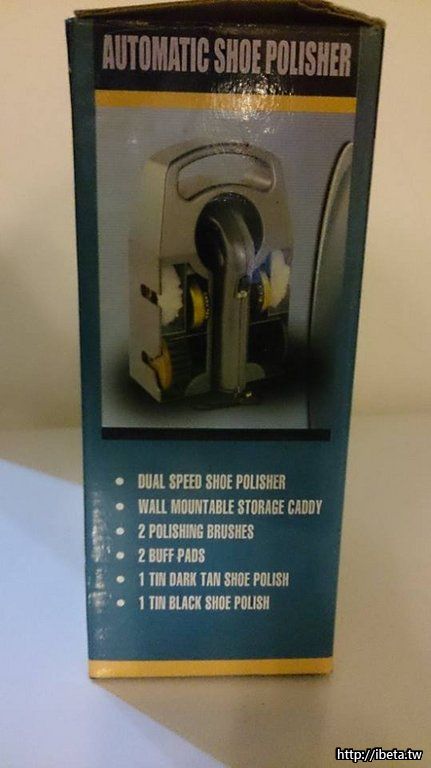 AUTOMATIC SHOE POLISHER
• DUAL SPEED SHOE POLISHER
• WALL MOUNTABLE STORAGE CADDY
• 2 POLISHING BRUSHES
• 2 BUFF PADS
• 1 TIN DARK TAN SHOE POLISH
• 1 TIN BLACK SHOE POLISH
http://ibeta.tw